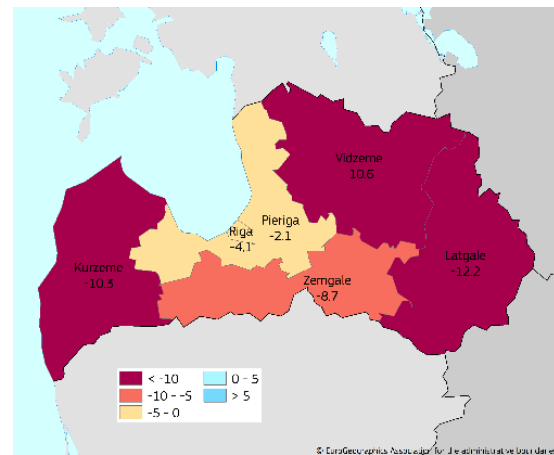 Vidzeme
10.6
Pieriga
-2.1
Riga
-4.1
Latgale
-12.2
Kurzeme
-10.3
Zemgale
-8.7
< -10
-10 - -5
-5 - 0
0 - 5
> 5
© EuroGeographics Association for the administrative boundaries